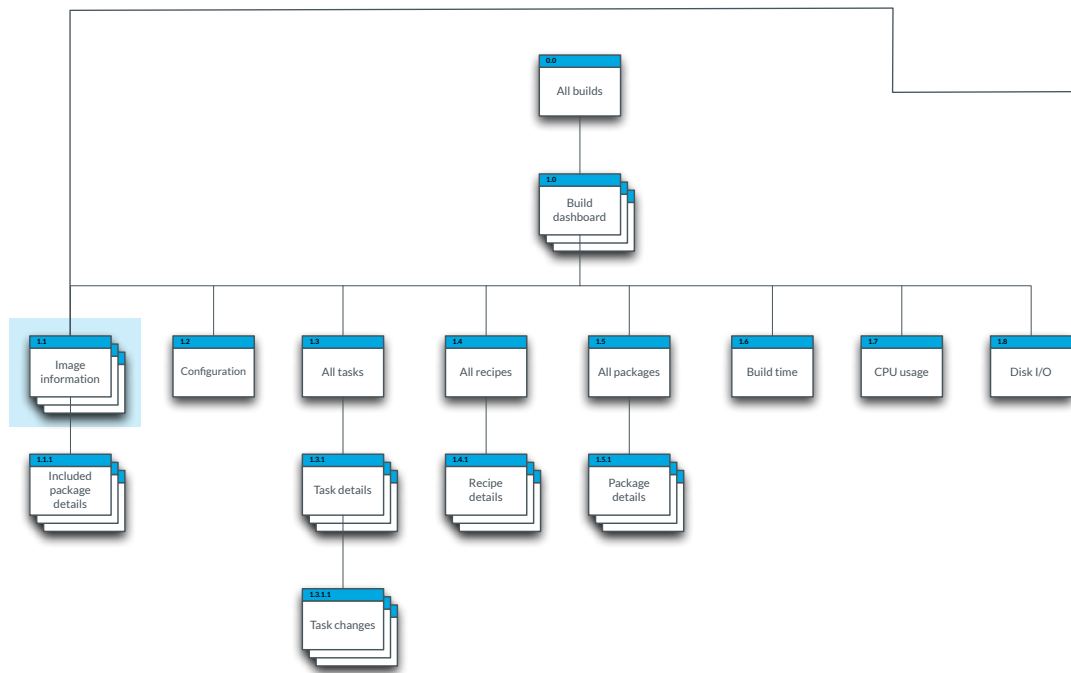 0.0
All builds
1.0
Build
dashboard
1.1
Image
information
1.2
Configuration
1.3
All tasks
1.4
All recipes
1.5
All packages
1.6
Build time
1.7
CPU usage
1.8
Disk I/O
1.1.1
Included
package
details
1.3.1
Task details
1.4.1
Recipe
details
1.5.1
Package
details
1.3.1.1
Task changes